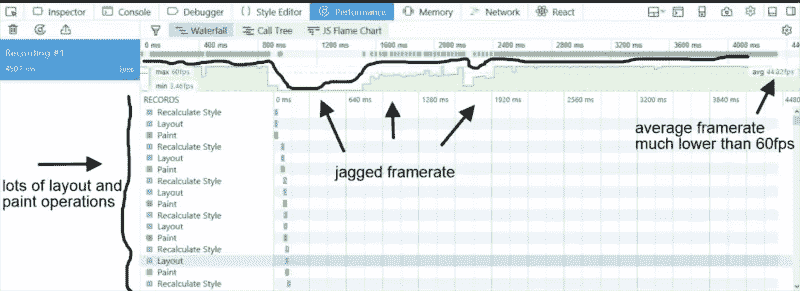 Inspector Console Debugger Style Editor Performance Memory Network React
Waterfall Call Tree JS Flame Chart
Recording #1
0 ms 400 ms 800 ms 1200 ms 1600 ms 2000 ms 2400 ms 2800 ms 3200 ms 3600 ms 4000 ms 4400
max 60fps
min 3.46fps
avg 44.02fps
RECORDS 0 ms 640 ms 1280 ms 1920 ms 2560 ms 3200 ms 3840 ms 4480
Recalculate Style
Layout
Paint
Recalculate Style
Layout
Paint
Recalculate Style
Layout
Paint
Recalculate Style
Layout
Paint
Recalculate Style
Layout
Paint
Recalculate Style
lots of layout and
paint operations
jagged framerate
average framerate
much lower than 60fps